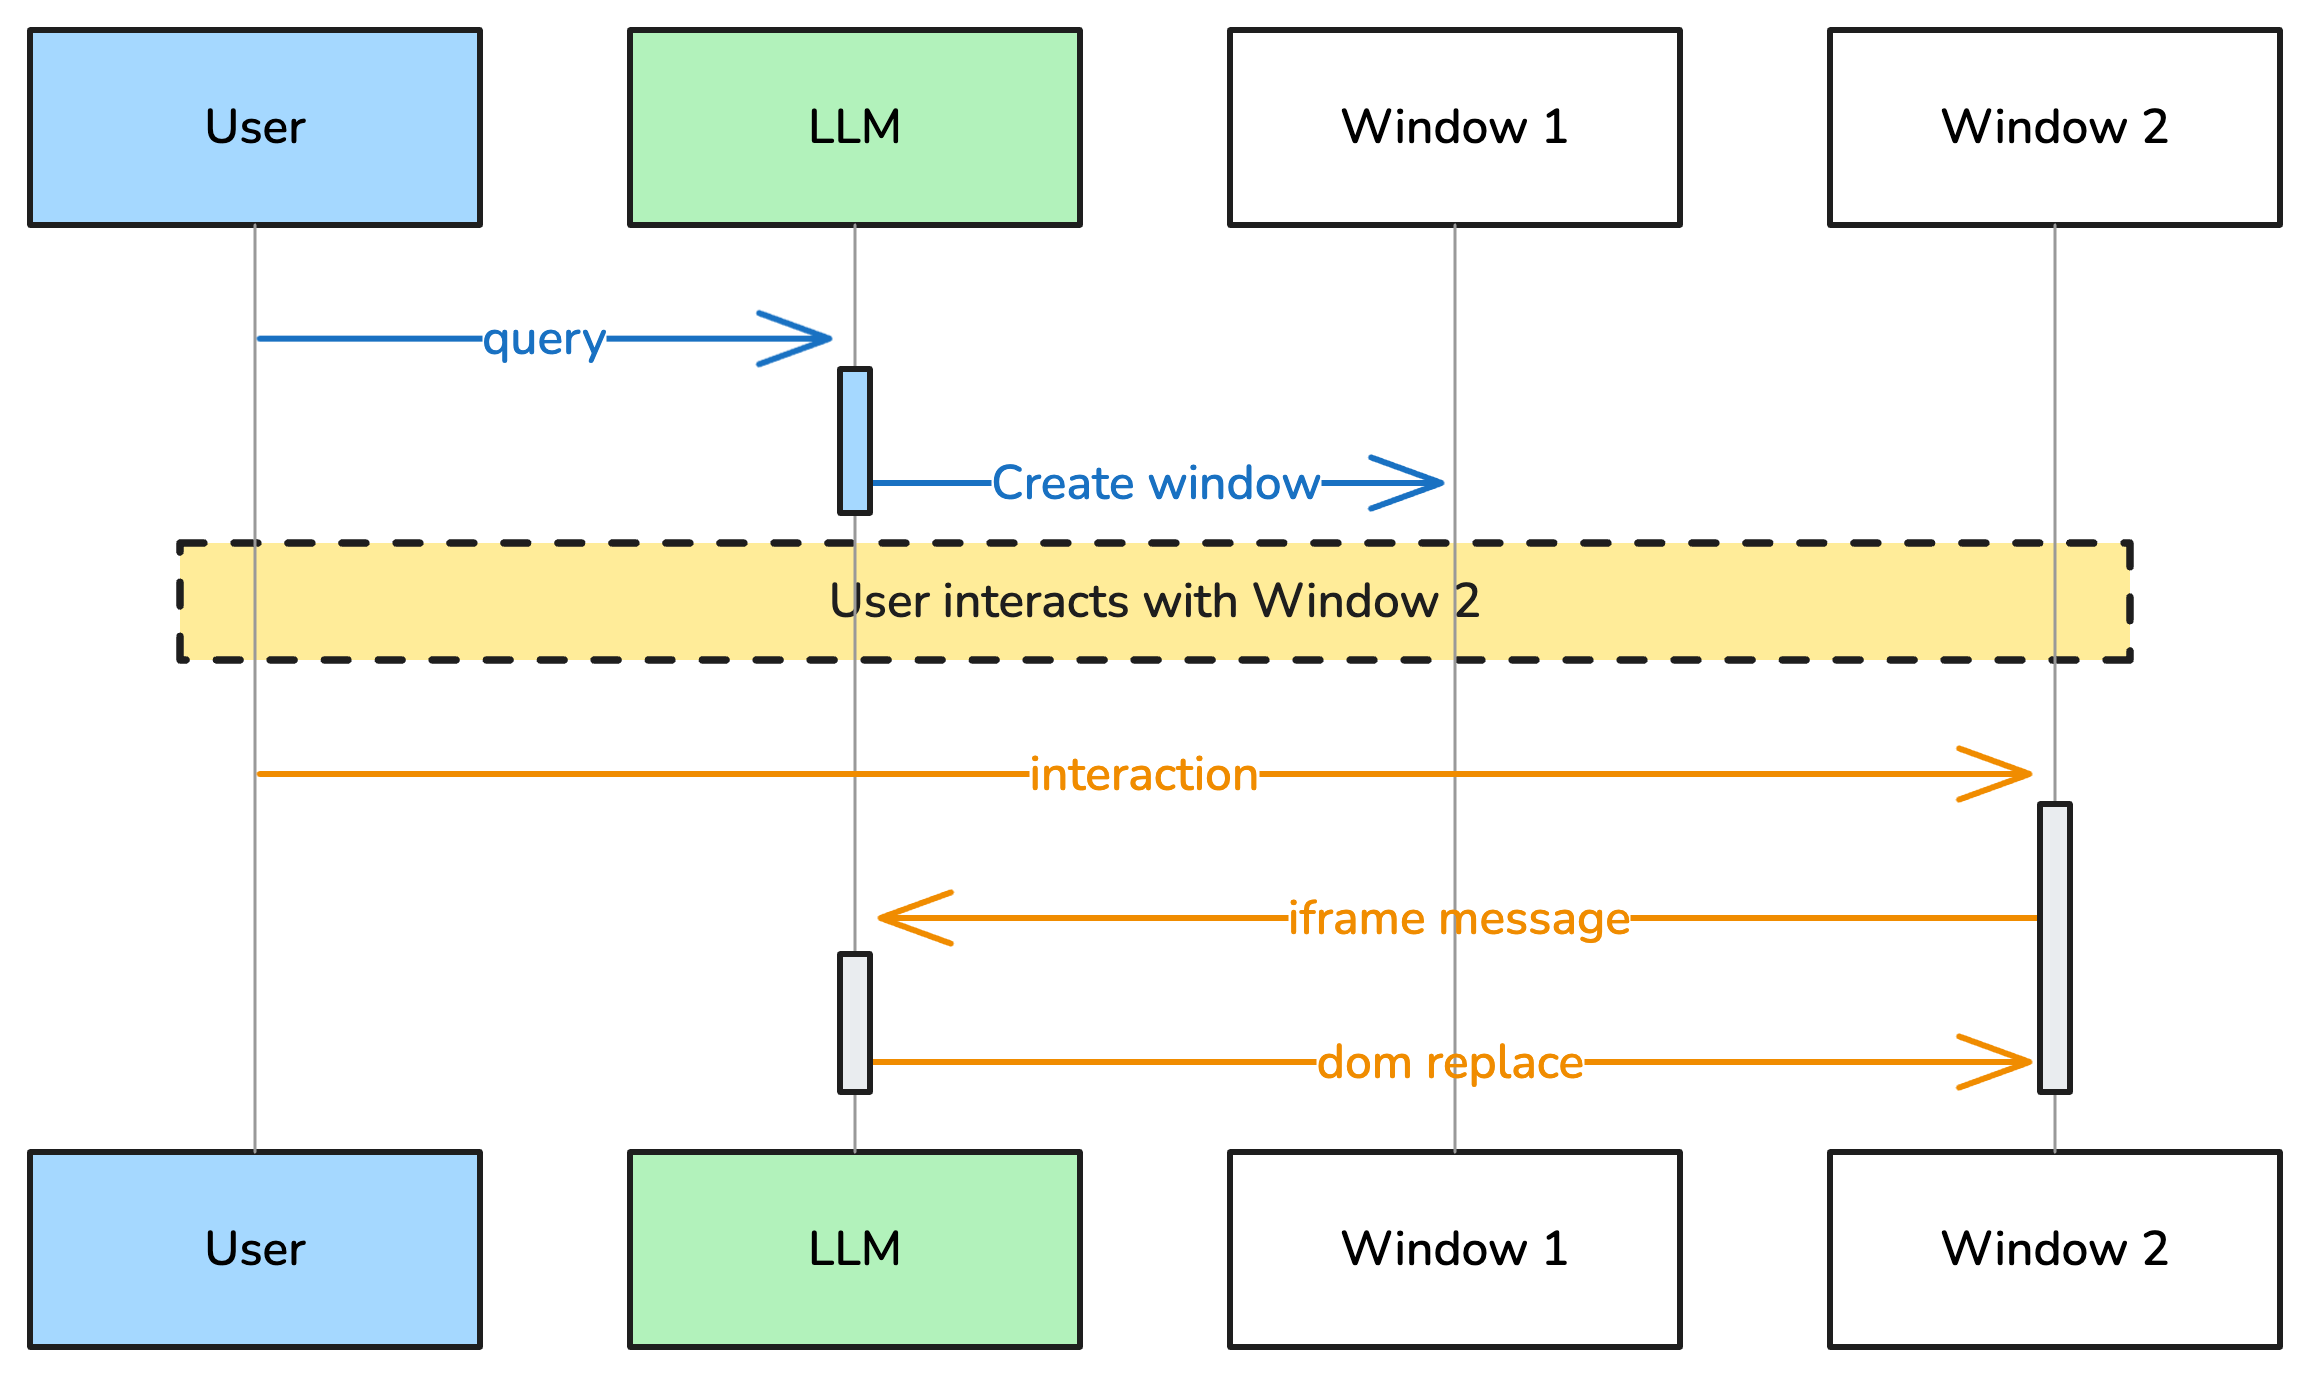 User
LLM
Window 1
Window 2
query
Create window
User interacts with Window 2
interaction
iframe message
dom replace
User
LLM
Window 1
Window 2